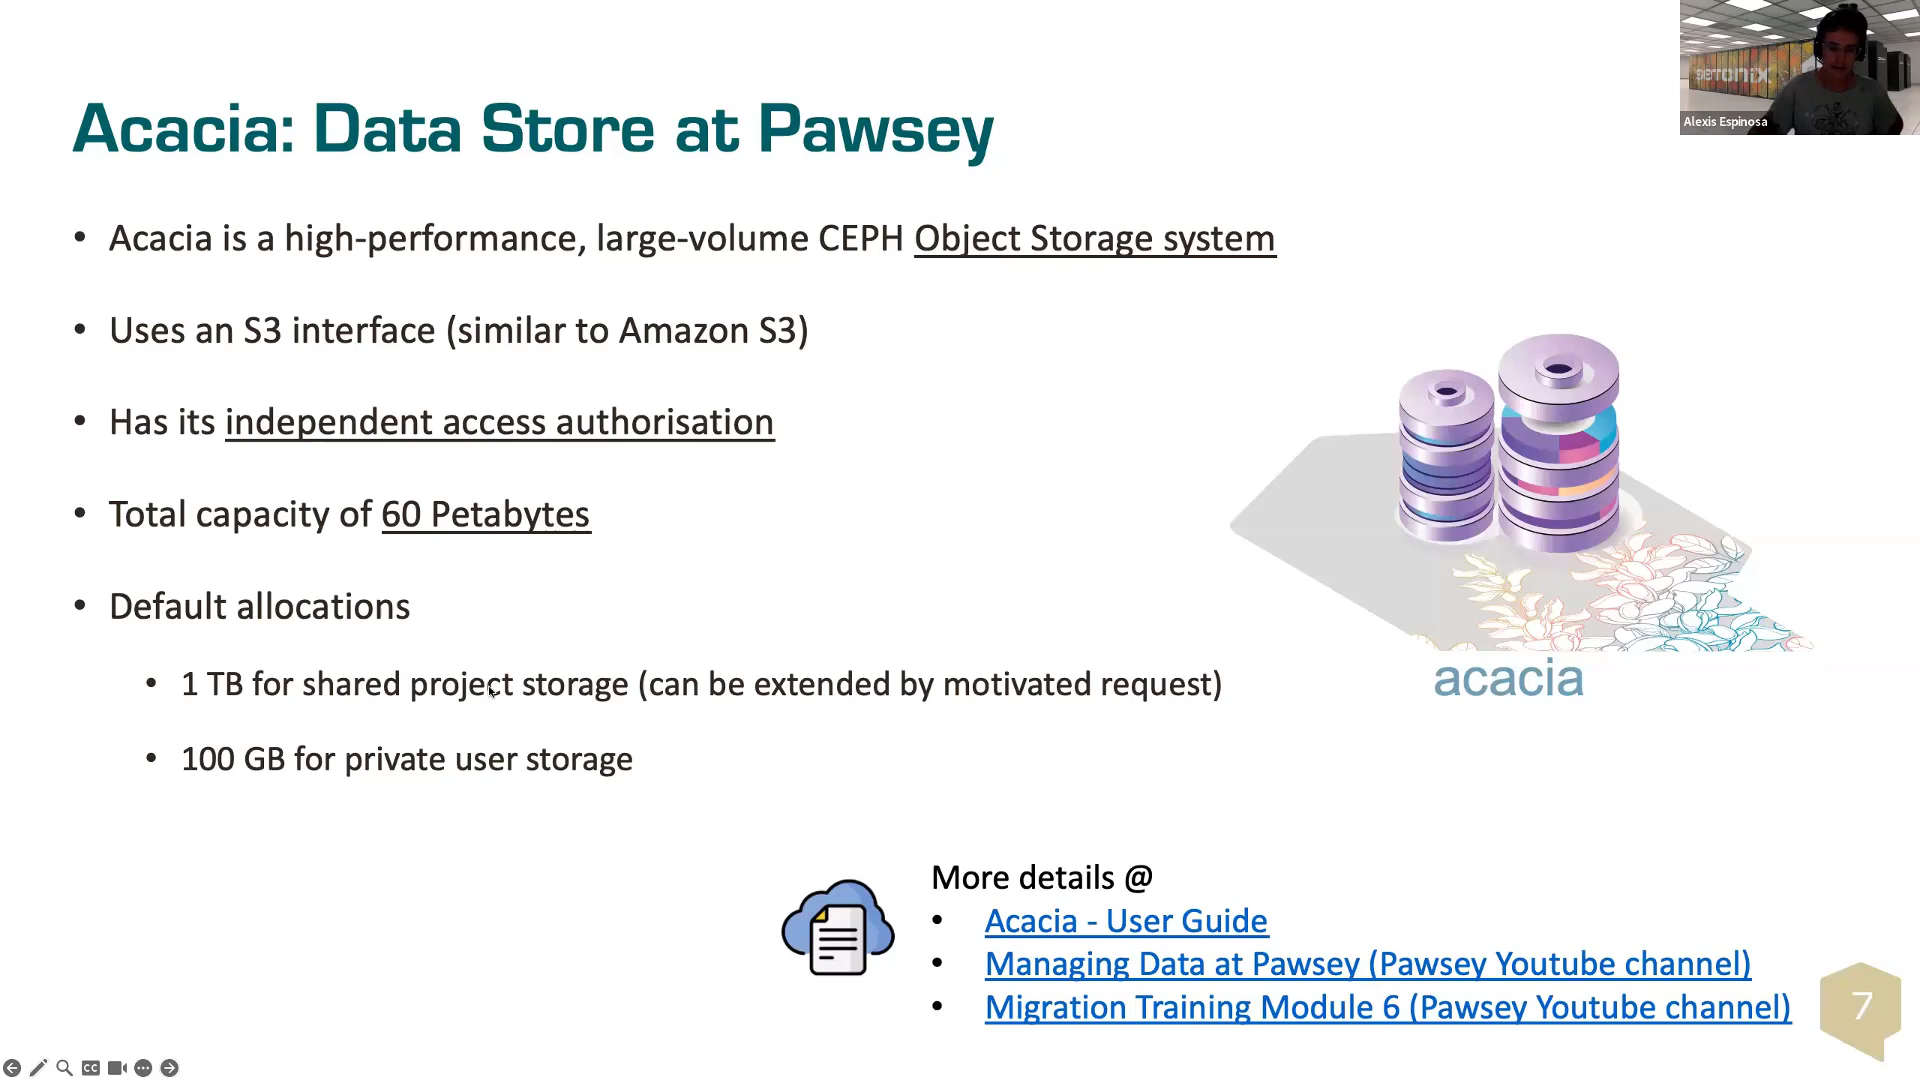 Acacia: Data Store at Pawsey
SETONIX
Alexis Espinosa
• Acacia is a high-performance, large-volume CEPH Object Storage system
• Uses an S3 interface (similar to Amazon S3)
• Has its independent access authorisation
• Total capacity of 60 Petabytes
• Default allocations
• 1 TB for shared project storage (can be extended by motivated request)
• 100 GB for private user storage
acacia
More details @
• Acacia - User Guide
• Managing Data at Pawsey (Pawsey Youtube channel)
• Migration Training Module 6 (Pawsey Youtube channel)
7
CC